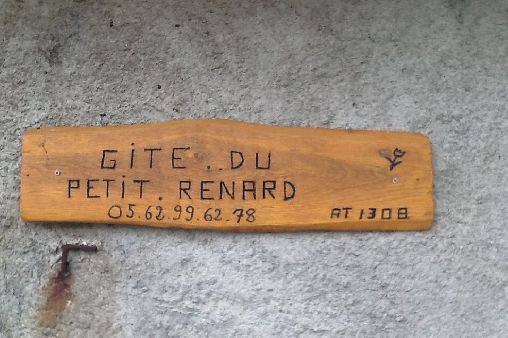 GiTE..DU
PETiT.RENARD
05.62.99.62.78
AT 1308